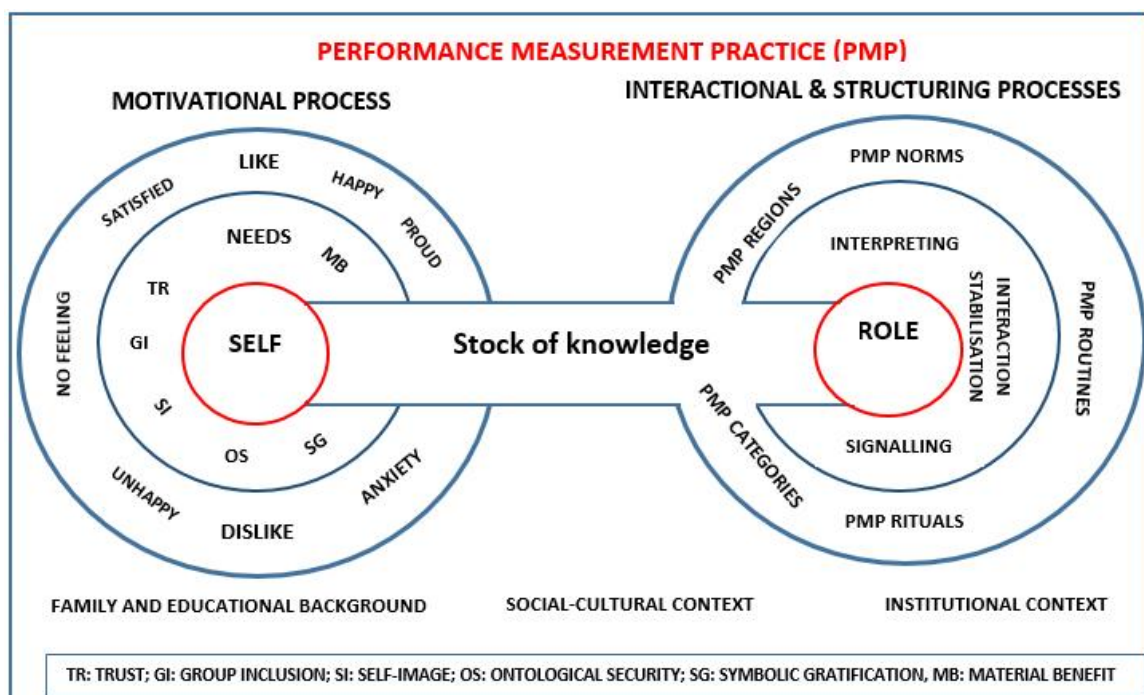 PERFORMANCE MEASUREMENT PRACTICE (PMP)
MOTIVATIONAL PROCESS
INTERACTIONAL & STRUCTURING PROCESSES
LIKE
HAPPY
PROUD
SATISFIED
NO FEELING
UNHAPPY
DISLIKE
ANXIETY
NEEDS
MB
TR
GI
SI
OS
SG
SELF
Stock of knowledge
ROLE
PMP NORMS
PMP REGIONS
INTERPRETING
INTERACTION
STABILISATION
PMP ROUTINES
SIGNALLING
PMP CATEGORIES
PMP RITUALS
FAMILY AND EDUCATIONAL BACKGROUND
SOCIAL-CULTURAL CONTEXT
INSTITUTIONAL CONTEXT
TR: TRUST; GI: GROUP INCLUSION; SI: SELF-IMAGE; OS: ONTOLOGICAL SECURITY; SG: SYMBOLIC GRATIFICATION, MB: MATERIAL BENEFIT